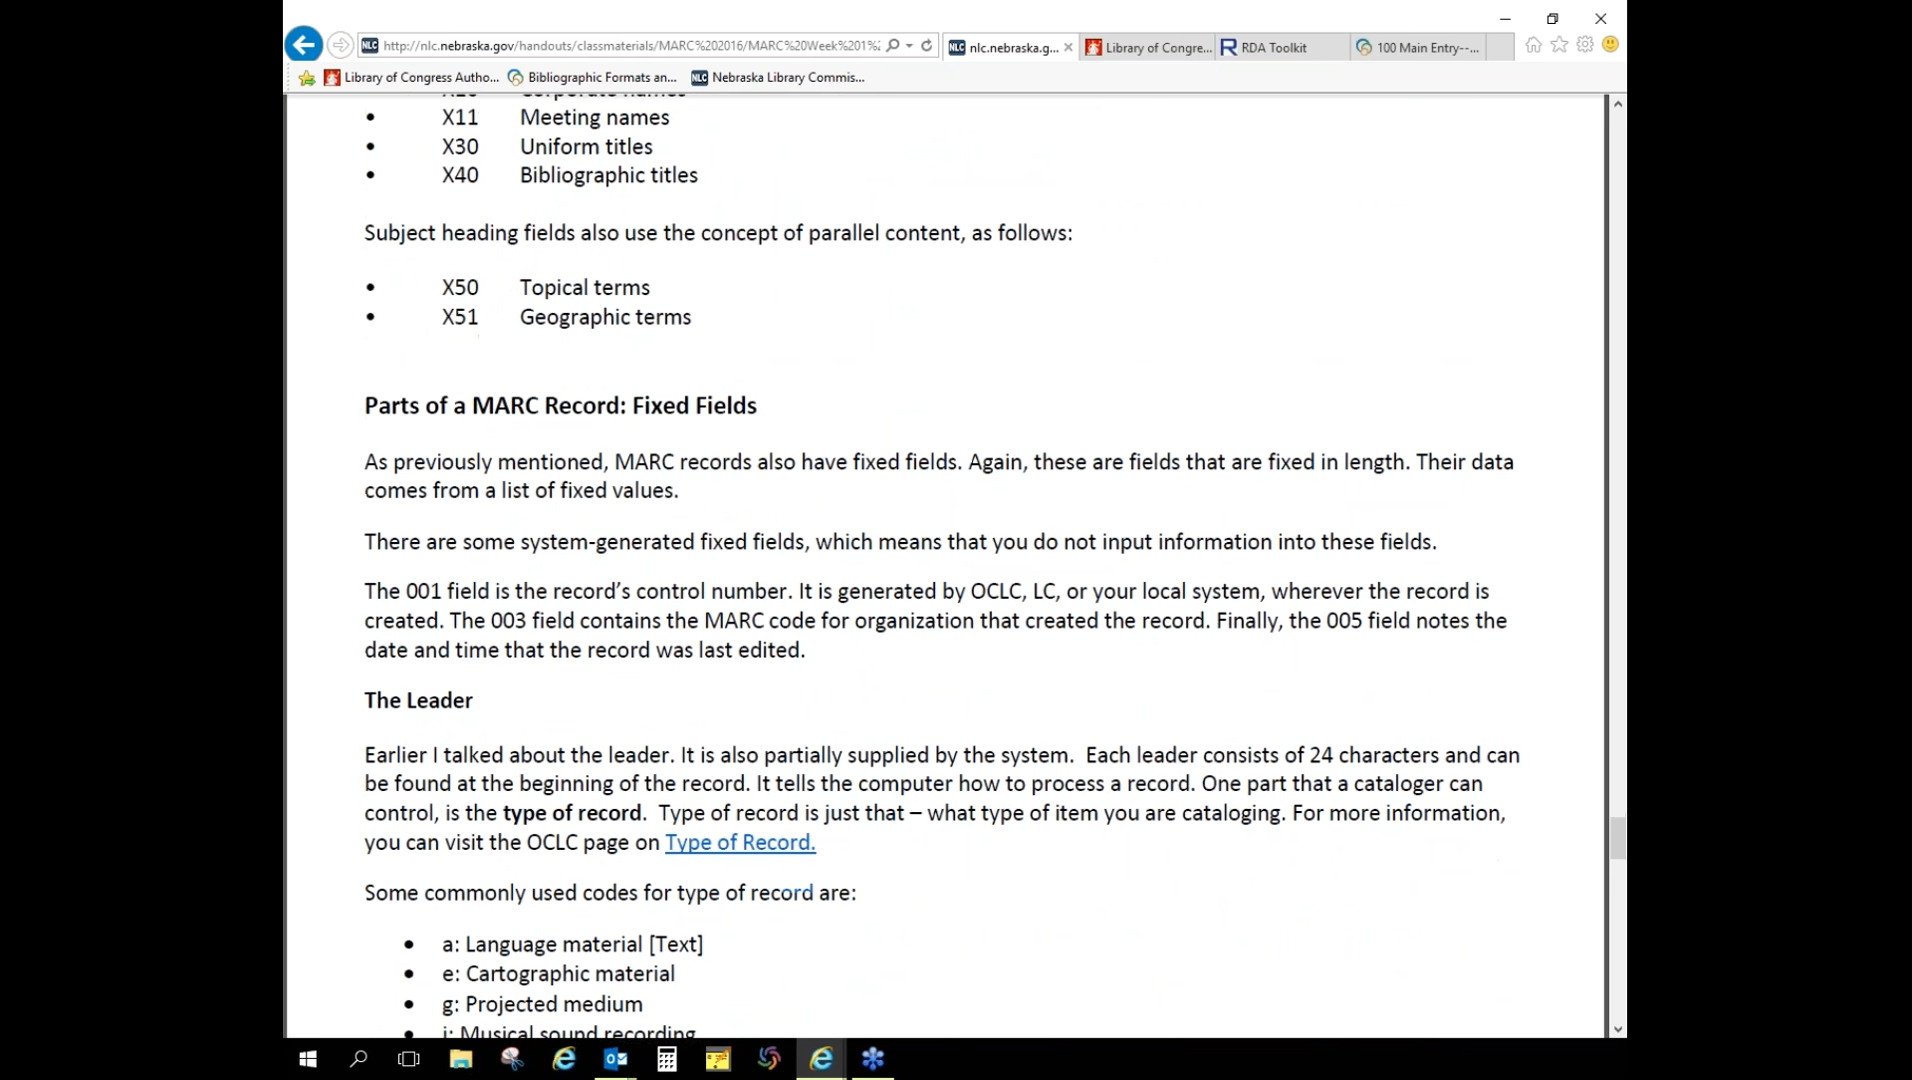 http://nlc.nebraska.gov/handouts/classmaterials/MARC%202016/MARC%20Week%201%2
nlc.nebraska.g...
Library of Congre...
RDA Toolkit
100 Main Entry--...
Library of Congress Autho...
Bibliographic Formats an...
Nebraska Library Commis...
• X11 Meeting names
• X30 Uniform titles
• X40 Bibliographic titles
Subject heading fields also use the concept of parallel content, as follows:
• X50 Topical terms
• X51 Geographic terms
Parts of a MARC Record: Fixed Fields
As previously mentioned, MARC records also have fixed fields. Again, these are fields that are fixed in length. Their data
comes from a list of fixed values.
There are some system-generated fixed fields, which means that you do not input information into these fields.
The 001 field is the record’s control number. It is generated by OCLC, LC, or your local system, wherever the record is
created. The 003 field contains the MARC code for organization that created the record. Finally, the 005 field notes the
date and time that the record was last edited.
The Leader
Earlier I talked about the leader. It is also partially supplied by the system.  Each leader consists of 24 characters and can
be found at the beginning of the record. It tells the computer how to process a record. One part that a cataloger can
control, is the type of record.  Type of record is just that – what type of item you are cataloging. For more information,
you can visit the OCLC page on Type of Record.
Some commonly used codes for type of record are:
• a: Language material [Text]
• e: Cartographic material
• g: Projected medium
• j: Musical sound recording